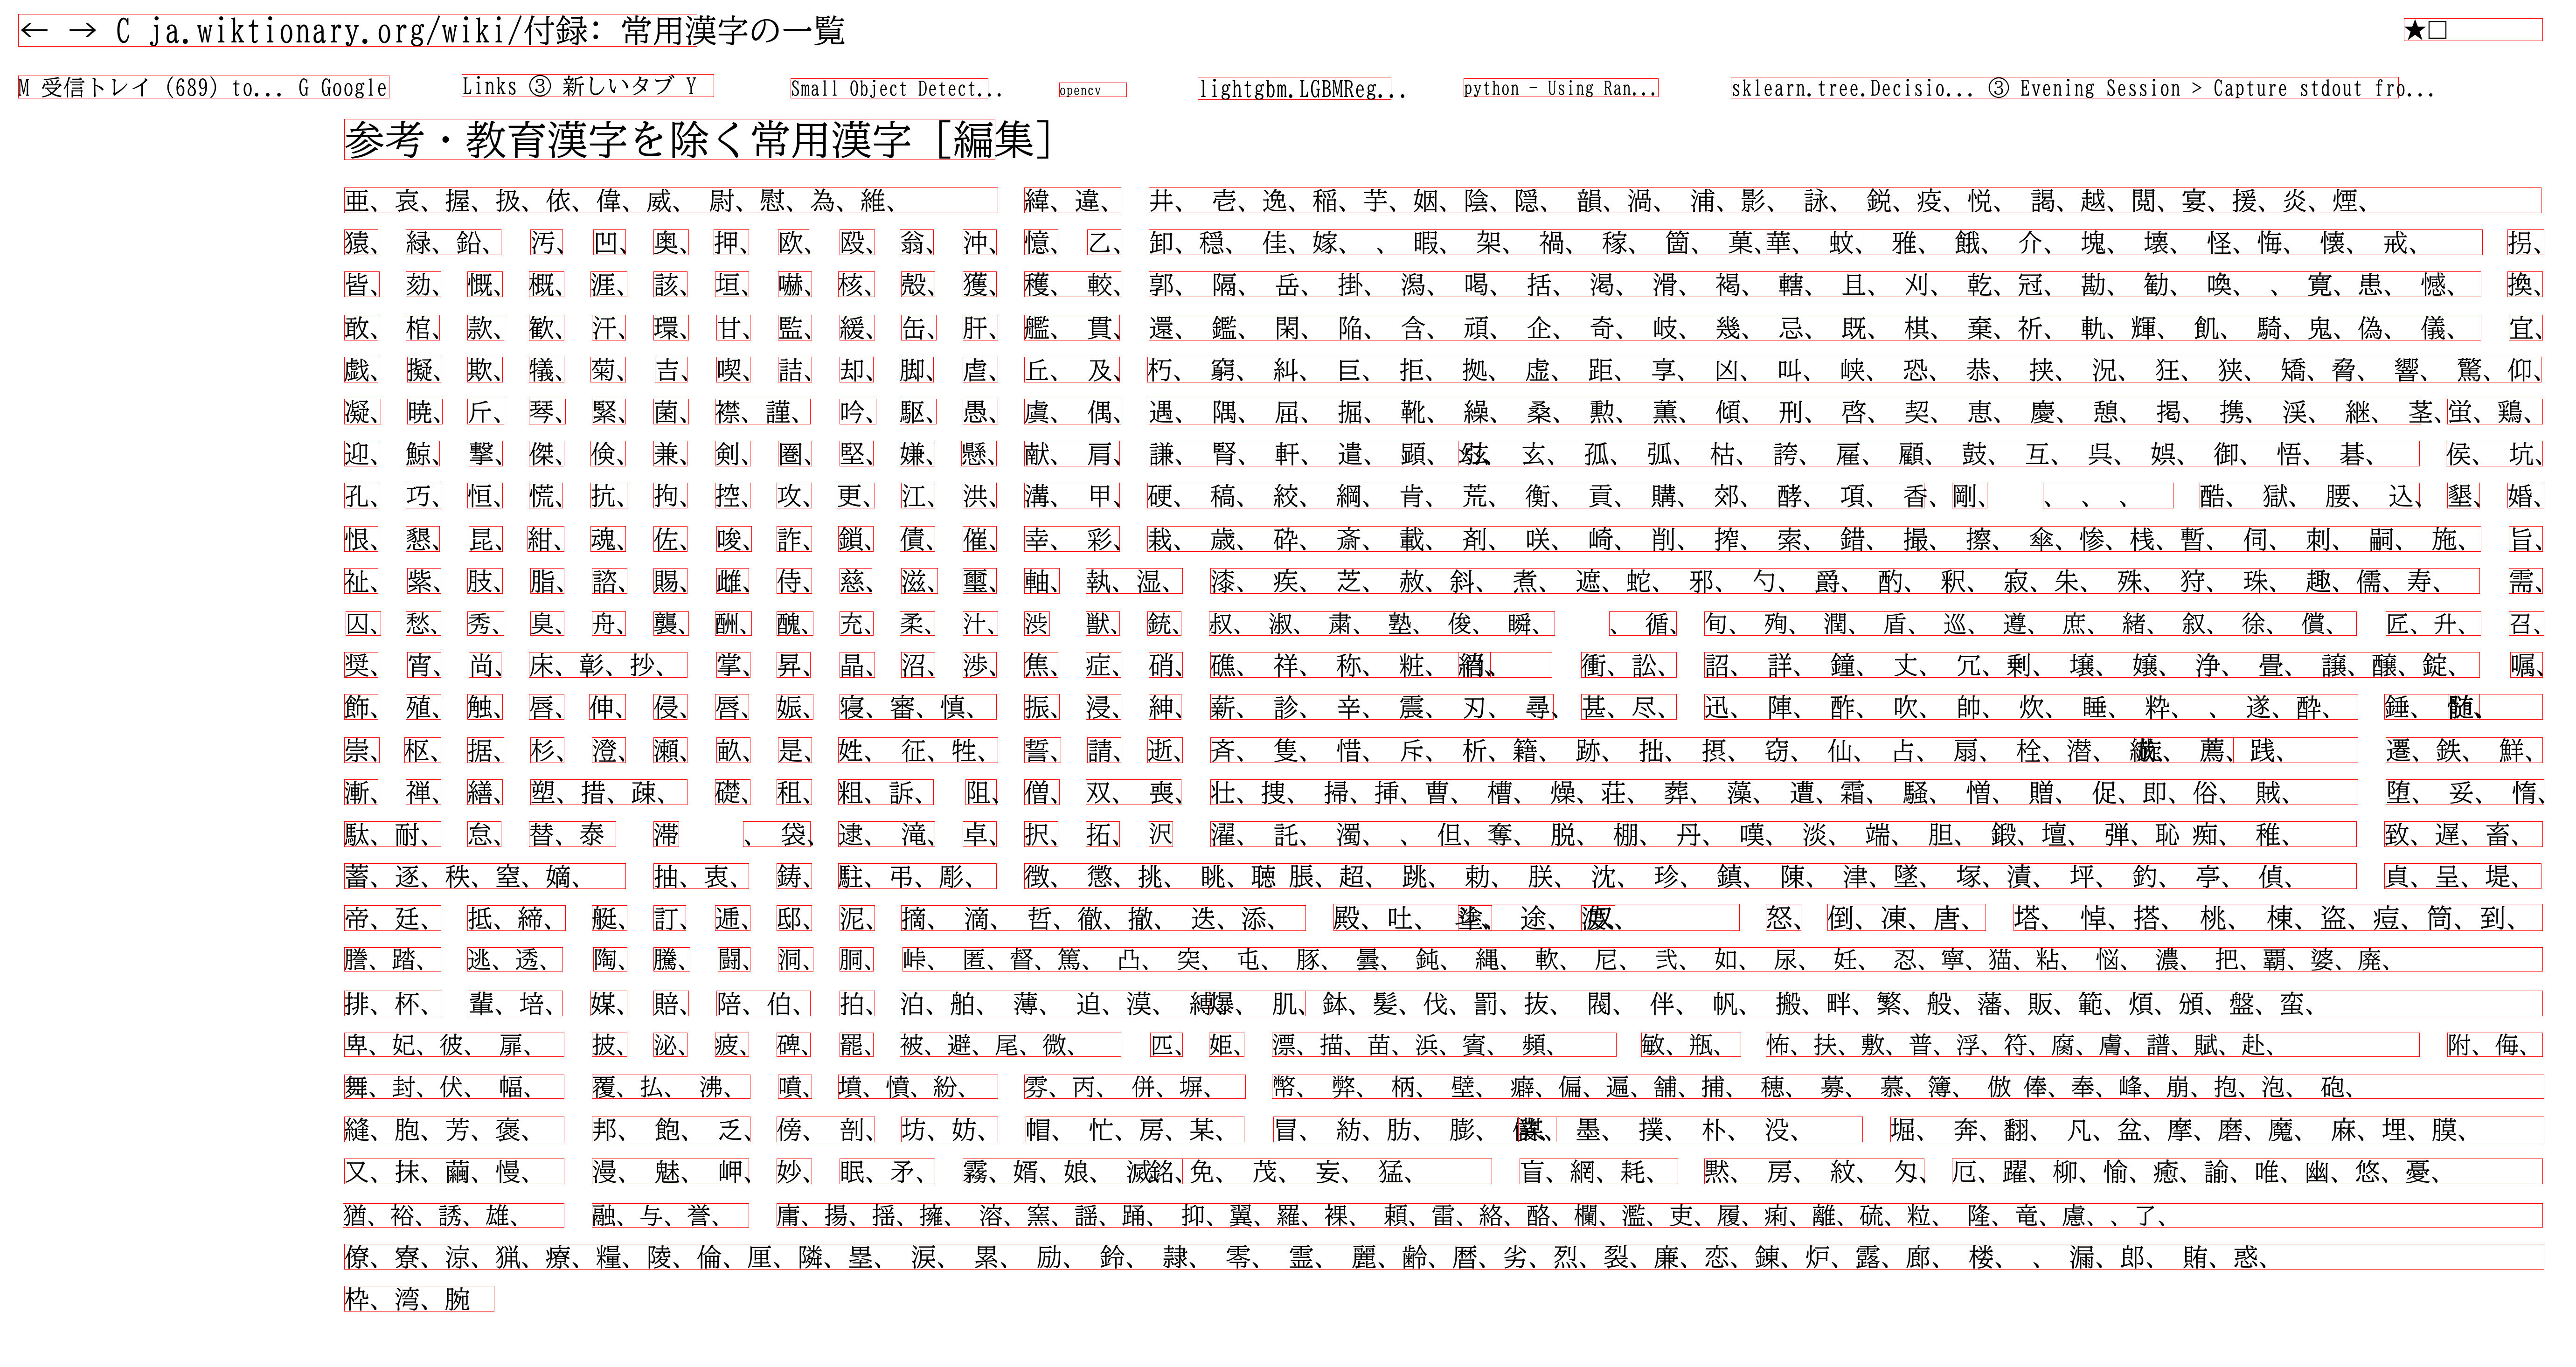 ← → C ja.wiktionary.org/wiki/付録: 常用漢字の一覧 ★□
M 受信トレイ (689) to... G Google Links ③ 新しいタブ Y Small Object Detect... opencv lightgbm.LGBMReg... python - Using Ran... sklearn.tree.Decisio... ③ Evening Session > Capture stdout fro...
参考・教育漢字を除く常用漢字 [編集]
亜、哀、握、扱、依、偉、威、 尉、慰、為、維、 緯、違、 井、 壱、逸、稲、芋、姻、陰、隠、 韻、渦、 浦、影、 詠、 鋭、疫、悦、 謁、越、閲、宴、援、炎、煙、
猿、 緑、鉛、 汚、 凹、 奥、 押、 欧、 殴、 翁、 沖、 憶、 乙、 卸、穏、 佳、嫁、 、 暇、 架、 禍、 稼、 箇、 菓、華、 蚊、 雅、 餓、 介、 塊、 壊、 怪、悔、 懐、 戒、 拐、
皆、 劾、 慨、 概、 涯、 該、 垣、 嚇、 核、 殻、 獲、 穫、 較、 郭、 隔、 岳、 掛、 潟、 喝、 括、 渇、 滑、 褐、 轄、 且、 刈、 乾、冠、 勘、 勧、 喚、 、 寛、患、 憾、 換、
敢、 棺、 款、 歓、 汗、 環、 甘、 監、 緩、 缶、 肝、 艦、 貫、 還、 鑑、 閑、 陥、 含、 頑、 企、 奇、 岐、 幾、 忌、 既、 棋、 棄、祈、 軌、輝、 飢、 騎、鬼、偽、 儀、 宜、
戯、 擬、 欺、 犠、 菊、 吉、 喫、 詰、 却、 脚、 虐、 丘、 及、 朽、 窮、 糾、 巨、 拒、 拠、 虚、 距、 享、 凶、 叫、 峡、 恐、 恭、 挟、 況、 狂、 狭、 矯、脅、 響、 驚、仰、
凝、 暁、 斤、 琴、 緊、 菌、 襟、謹、 吟、 駆、 愚、 虞、 偶、 遇、 隅、 屈、 掘、 靴、 繰、 桑、 勲、 薫、 傾、 刑、 啓、 契、 恵、 慶、 憩、 掲、 携、 渓、 継、 茎、蛍、鶏、
迎、 鯨、 撃、 傑、 倹、 兼、 剣、 圏、 堅、 嫌、 懸、 献、 肩、 謙、 腎、 軒、 遣、 顕、 弦、 玄、 孤、 弧、 枯、 誇、 雇、 顧、 鼓、 互、 呉、 娯、 御、 悟、 碁、 侯、 坑、
孔、 巧、 恒、 慌、 抗、 拘、 控、 攻、 更、 江、 洪、 溝、 甲、 硬、 稿、 絞、 綱、 肯、 荒、 衡、 貢、 購、 郊、 酵、 項、 香、剛、 、 、 、 酷、 獄、 腰、 込、 墾、 婚、
恨、 懇、 昆、 紺、 魂、 佐、 唆、 詐、 鎖、 債、 催、 幸、 彩、 栽、 歳、 砕、 斎、 載、 剤、 咲、 崎、 削、 搾、 索、 錯、 撮、 擦、 傘、惨、桟、暫、 伺、 刺、 嗣、 施、 旨、
祉、 紫、 肢、 脂、 諮、 賜、 雌、 侍、 慈、 滋、 璽、 軸、 執、湿、 漆、 疾、 芝、 赦、斜、 煮、 遮、蛇、 邪、 勺、 爵、 酌、 釈、 寂、朱、 殊、 狩、 珠、 趣、儒、寿、 需、
囚、 愁、 秀、 臭、 舟、 襲、 酬、 醜、 充、 柔、 汁、 渋、 獣、 銃、 叔、 淑、 粛、 塾、 俊、 瞬、 、 循、 旬、 殉、 潤、 盾、 巡、 遵、 庶、 緒、 叙、 徐、 償、 匠、升、 召、
奨、 宵、 尚、 床、彰、抄、 掌、 昇、 晶、 沼、 渉、 焦、 症、 硝、 礁、 祥、 称、 粧、 衝、訟、 詔、 詳、 鐘、 丈、 冗、 剰、 壌、 嬢、 浄、 畳、 譲、醸、錠、 嘱、
飾、 殖、 触、 唇、 伸、 侵、 唇、 娠、 寝、審、慎、 振、 浸、 紳、 薪、 診、 辛、 震、 刃、 尋、 甚、尽、 迅、 陣、 酢、 吹、 帥、 炊、 睡、 粋、 、 遂、酔、 錘、 随、
崇、 枢、 据、 杉、 澄、 瀬、 畝、 是、 姓、 征、牲、 誓、 請、 逝、 斉、 隻、 惜、 斥、 析、籍、 跡、 拙、 摂、 窃、 仙、 占、 扇、 栓、潜、 旋、 薦、 践、 遷、鉄、 鮮、
漸、 禅、 繕、 塑、措、疎、 礎、 租、 粗、訴、 阻、 僧、 双、 喪、 壮、捜、 掃、挿、曹、 槽、 燥、荘、 葬、 藻、 遭、霜、 騒、 憎、 贈、 促、即、俗、 賊、 堕、 妥、 惰、
駄、耐、 怠、 替、泰 滞 、 袋、 逮、 滝、 卓、 択、 拓、 沢 濯、 託、 濁、 、 但、奪、 脱、 棚、 丹、 嘆、 淡、 端、 胆、 鍛、壇、 弾、恥 痴、 稚、 致、遅、畜、
蓄、逐、秩、窒、嫡、 抽、衷、 鋳、 駐、弔、彫、 徴、 懲、挑、 眺、聴 脹、超、 跳、 勅、 朕、 沈、 珍、 鎮、 陳、 津、墜、 塚、漬、 坪、 釣、 亭、 偵、 貞、呈、堤、
帝、廷、 抵、締、 艇、 訂、 逓、 邸、 泥、 摘、 滴、 哲、徹、撤、 迭、添、 殿、吐、 塗、 途、 奴、 怒、 倒、凍、唐、 塔、 悼、搭、 桃、 棟、盗、痘、筒、到、
謄、踏、 逃、透、 陶、 騰、 闘、 洞、 胴、 峠、 匿、督、篤、 凸、 突、 屯、 豚、 曇、 鈍、 縄、 軟、 尼、 弐、 如、 尿、 妊、 忍、寧、猫、粘、 悩、 濃、 把、覇、婆、廃、
排、杯、 輩、培、 媒、 賠、 陪、伯、 拍、 泊、舶、 薄、 迫、漠、 縛、爆、 肌、 鉢、髪、伐、罰、抜、 閥、 伴、 帆、 搬、畔、繁、般、藩、販、範、煩、頒、盤、蛮、
卑、妃、彼、 扉、 披、 泌、 疲、 碑、 罷、 被、避、尾、微、 匹、 姫、 漂、描、苗、浜、賓、 頻、 敏、瓶、 怖、扶、敷、普、浮、符、腐、膚、譜、賦、赴、 附、侮、
舞、封、伏、 幅、 覆、払、 沸、 噴、 墳、憤、紛、 雰、丙、 併、塀、 幣、 弊、 柄、 壁、 癖、偏、遍、舗、捕、 穂、 募、 慕、簿、 倣 俸、奉、峰、崩、抱、泡、 砲、
縫、胞、芳、褒、 邦、 飽、 乏、 傍、 剖、 坊、妨、 帽、 忙、房、某、 冒、 紡、肪、 膨、 僕、 墨、 撲、 朴、 没、 堀、 奔、翻、 凡、盆、摩、磨、魔、 麻、埋、膜、
又、抹、繭、慢、 漫、 魅、 岬、 妙、 眠、矛、 霧、婿、娘、 滅、銘、免、 茂、 妄、 猛、 盲、網、耗、 黙、 房、 紋、 匁、 厄、躍、柳、愉、癒、諭、唯、幽、悠、憂、
猶、裕、誘、雄、 融、与、誉、 庸、揚、揺、擁、 溶、窯、謡、踊、 抑、翼、羅、裸、 頼、雷、絡、酪、欄、濫、吏、履、痢、離、硫、粒、 隆、竜、慮、、了、
僚、寮、涼、猟、療、糧、陵、倫、厘、隣、塁、 涙、 累、 励、 鈴、 隷、 零、 霊、 麗、齢、暦、劣、烈、裂、廉、恋、錬、炉、露、廊、 楼、 、 漏、郎、 賄、惑、
枠、湾、腕